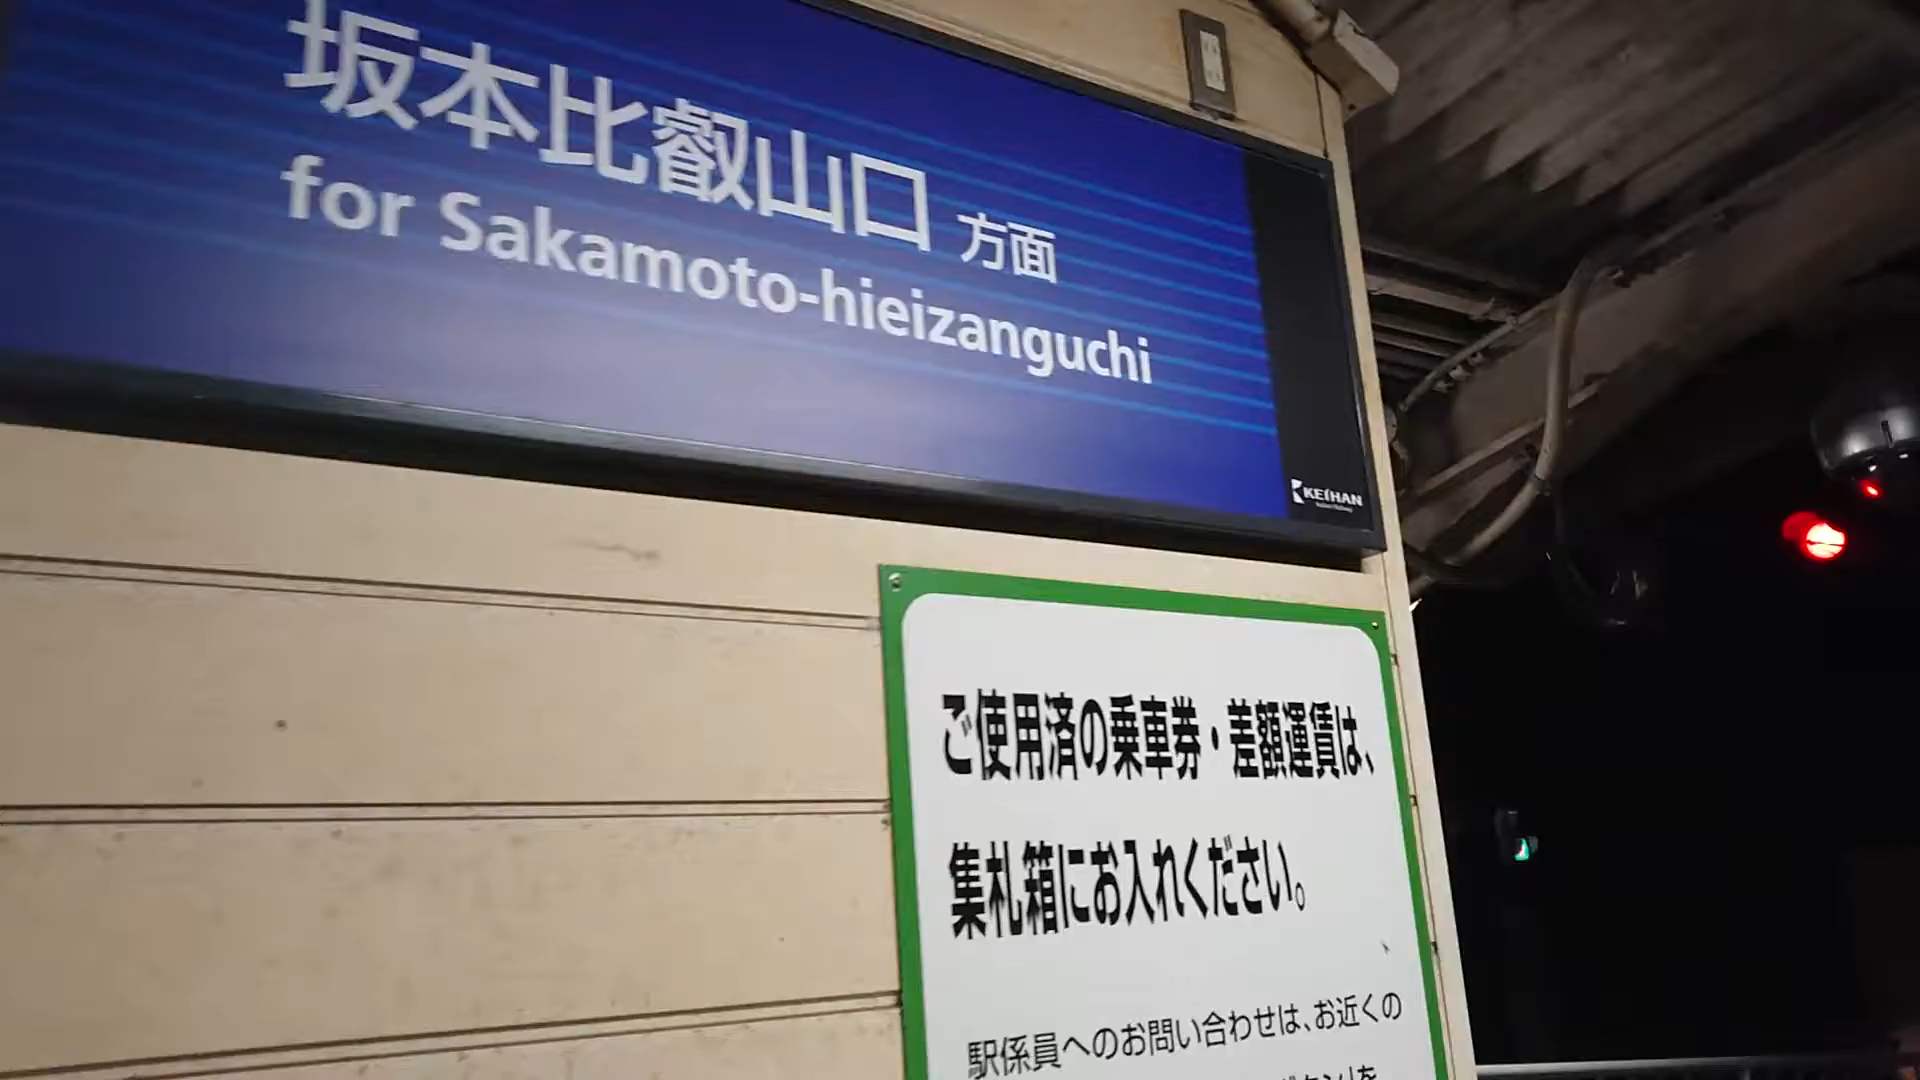 坂本比叡山口 方面
for Sakamoto-hieizanguchi
KEIHAN
ご使用済の乗車券・差額運賃は、
集札箱にお入れください。
駅係員へのお問い合わせは、お近くの